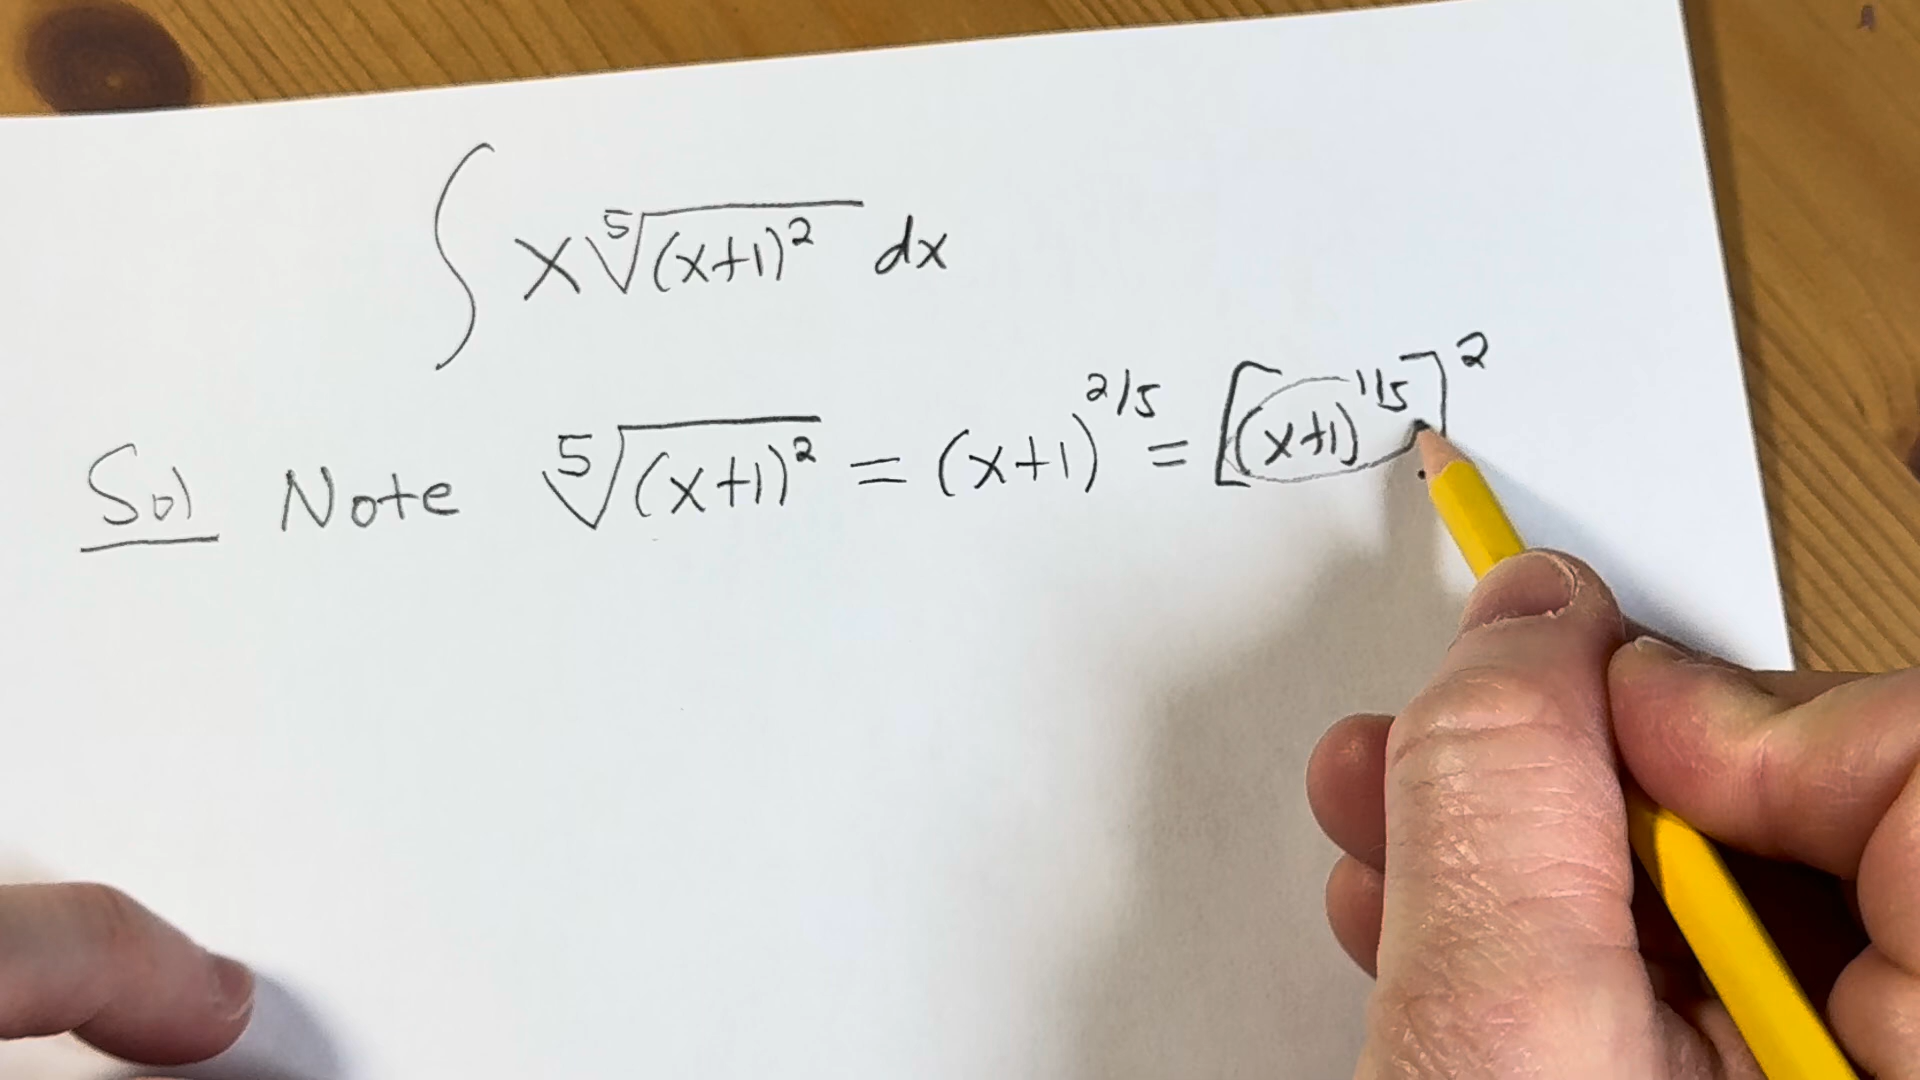 ∫ x ⁵√(x+1)² dx
Sol Note ⁵√(x+1)² = (x+1)^2/5 = [(x+1)^1/5]²